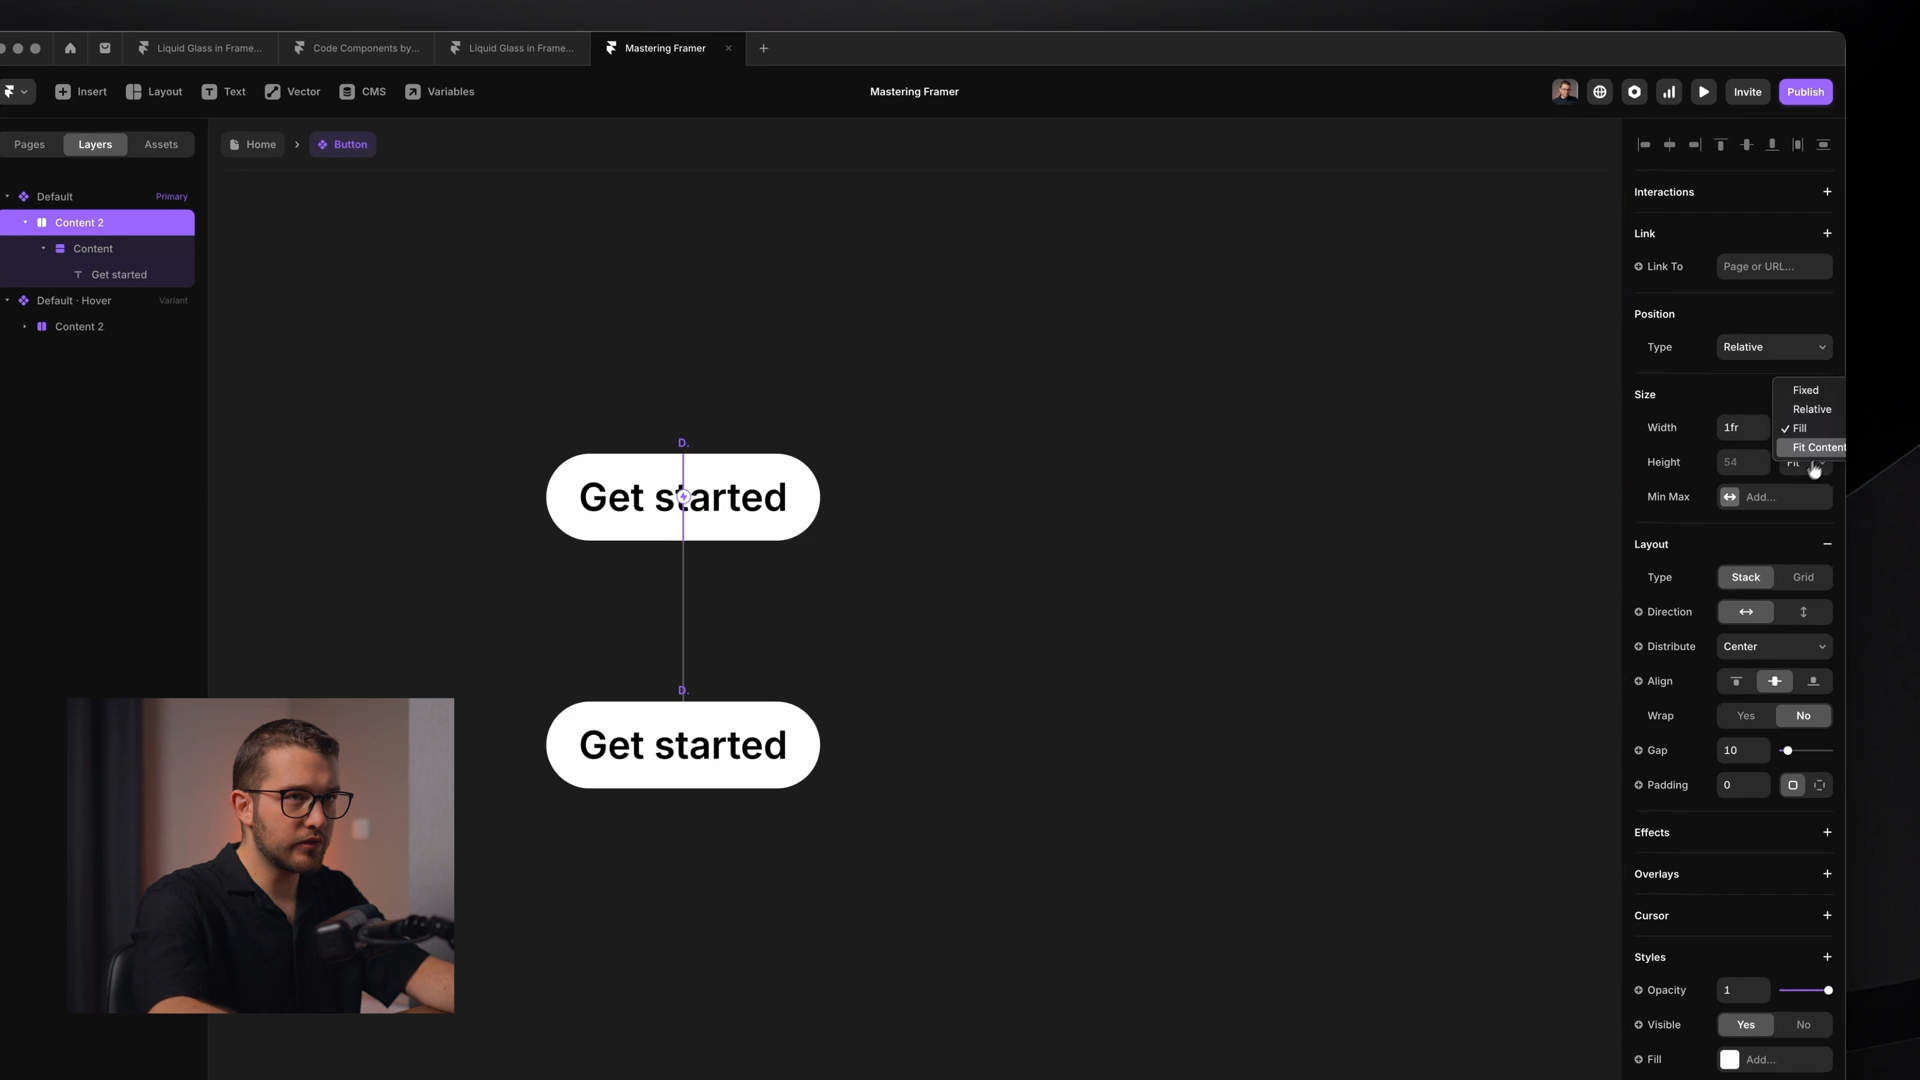 Liquid Glass in Frame...
Code Components by...
Liquid Glass in Frame...
Mastering Framer
Insert
Layout
Text
Vector
CMS
Variables
Mastering Framer
Invite
Publish
Pages
Layers
Assets
Home
Button
Default
Primary
Content 2
Content
Get started
Default · Hover
Variant
Content 2
D.
Get started
D.
Get started
Interactions
Link
Link To
Page or URL...
Position
Type
Relative
Size
Fixed
Relative
Width
1fr
Fill
Fit Content
Height
54
Fit
Min Max
Add...
Layout
Type
Stack
Grid
Direction
Distribute
Center
Align
Wrap
Yes
No
Gap
10
Padding
0
Effects
Overlays
Cursor
Styles
Opacity
1
Visible
Yes
No
Fill
Add...